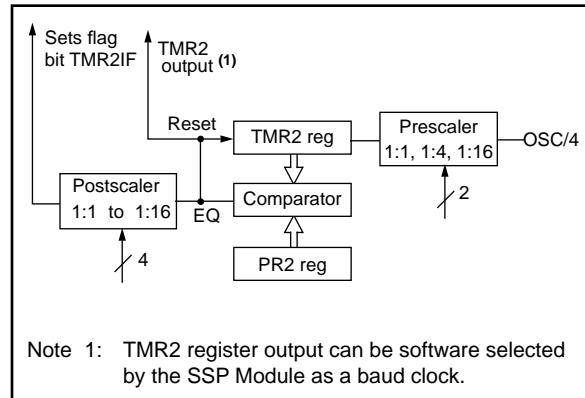 Sets flag
bit TMR2IF
TMR2
output (1)
Reset
TMR2 reg
Prescaler
1:1, 1:4, 1:16
OSC/4
2
Postscaler
1:1 to 1:16
EQ
Comparator
4
PR2 reg
Note 1: TMR2 register output can be software selected
by the SSP Module as a baud clock.